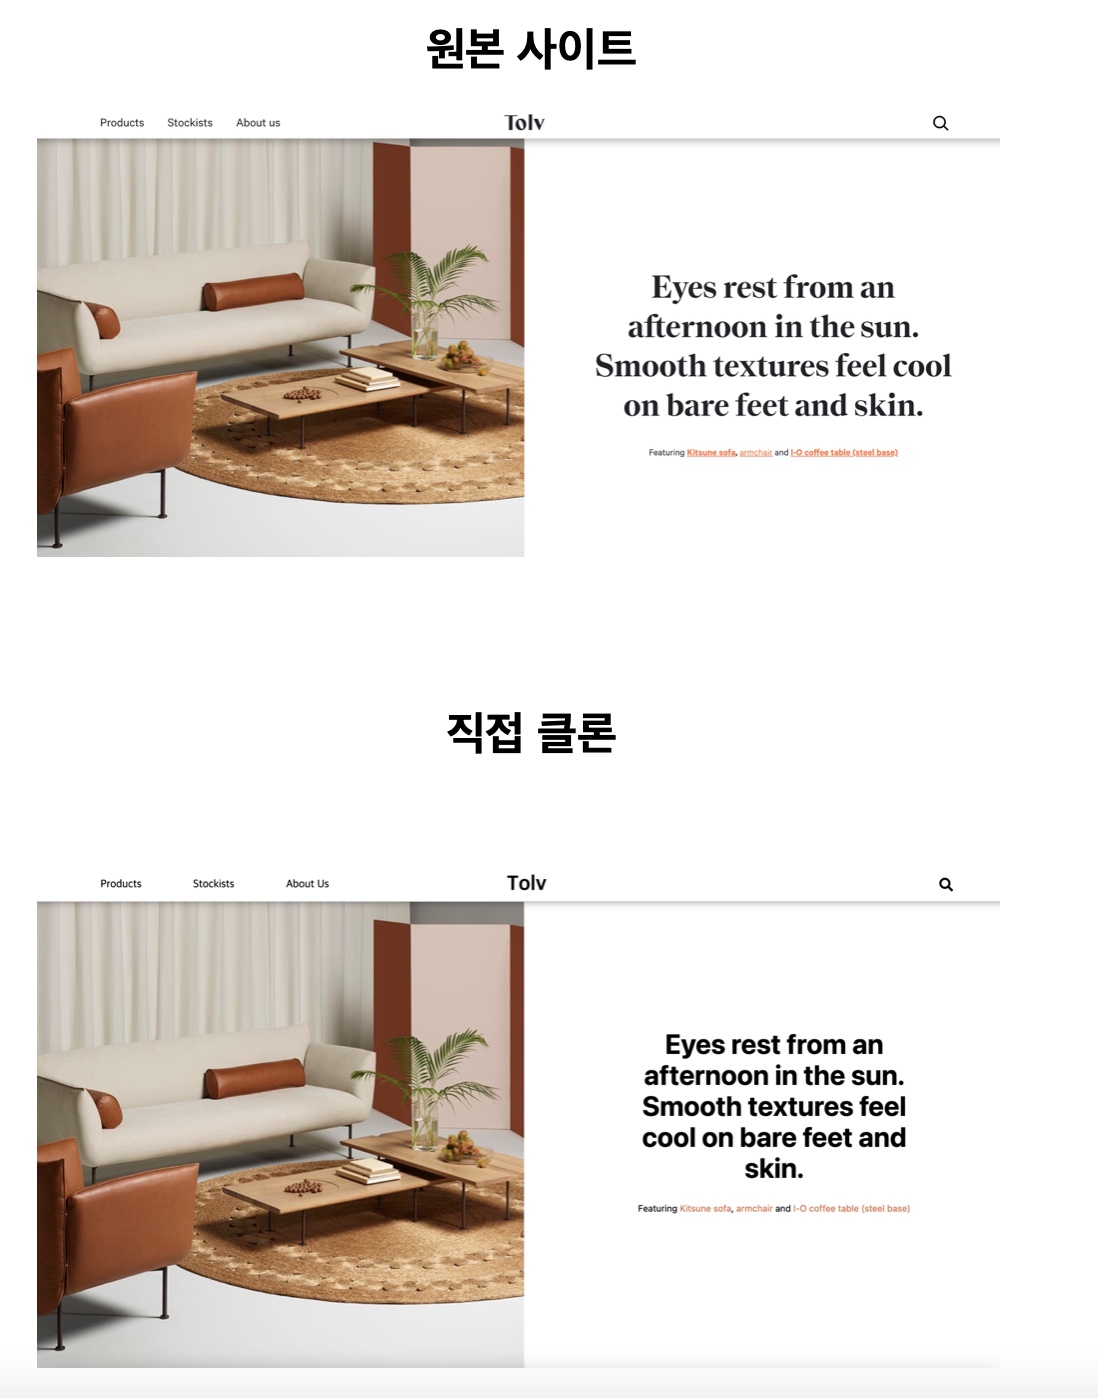 원본 사이트
Products Stockists About us Tolv
Eyes rest from an
afternoon in the sun.
Smooth textures feel cool
on bare feet and skin.
Featuring Kitsune sofa, armchair and I-O coffee table (steel base)
직접 클론
Products Stockists About Us Tolv
Eyes rest from an
afternoon in the sun.
Smooth textures feel
cool on bare feet and
skin.
Featuring Kitsune sofa, armchair and I-O coffee table (steel base)